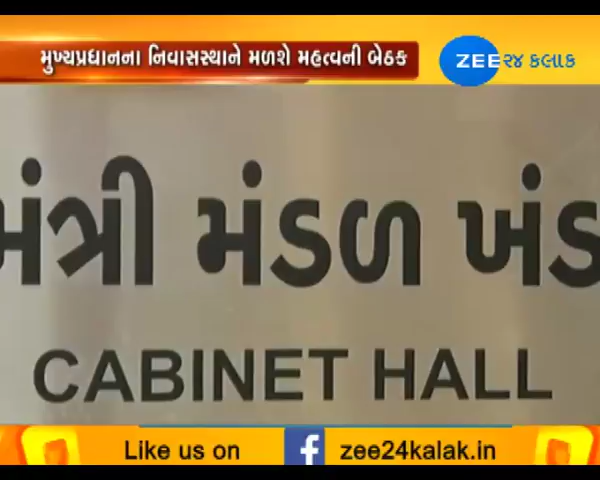 મુખ્યપ્રધાનના નિવાસસ્થાને મળશે મહત્વની બેઠક
ZEE ૨૪ કલાક
મંત્રી મંડળ ખંડ
CABINET HALL
Like us on f zee24kalak.in